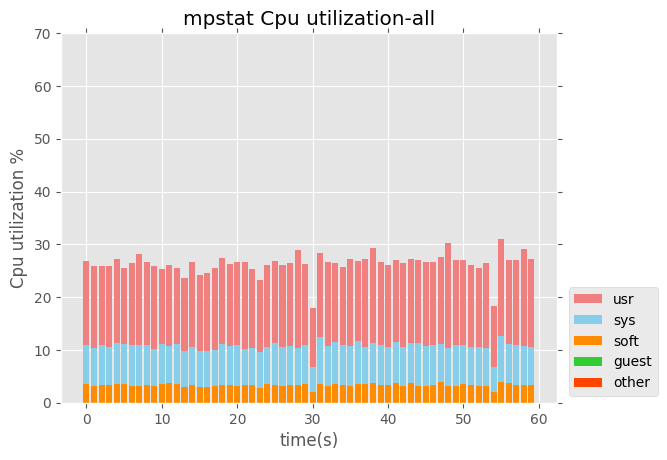 mpstat Cpu utilization-all
70
60
50
40
30
20
10
0
Cpu utilization %
0
10
20
30
40
50
60
time(s)
usr
sys
soft
guest
other